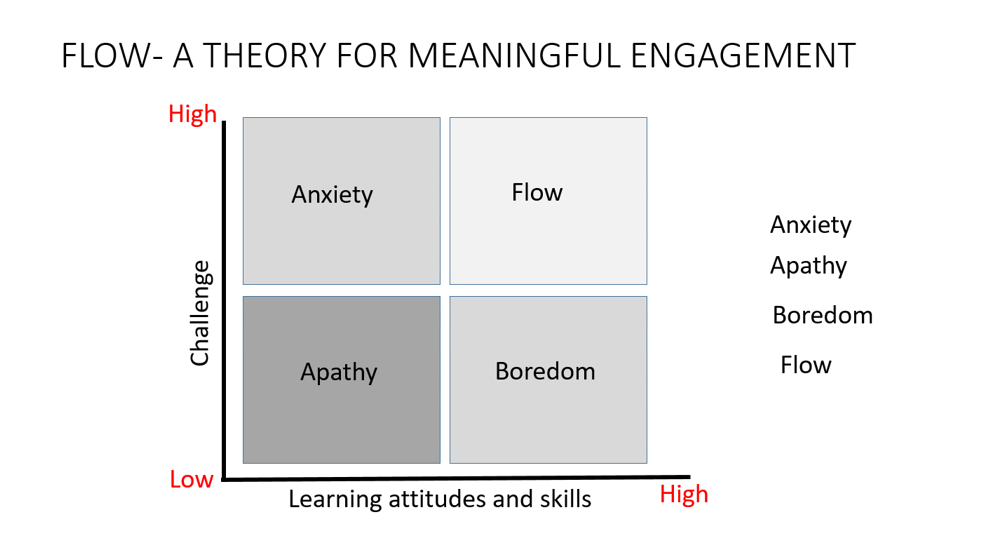 FLOW- A THEORY FOR MEANINGFUL ENGAGEMENT
High
Anxiety
Flow
Challenge
Apathy
Boredom
Low
Learning attitudes and skills
High
Anxiety
Apathy
Boredom
Flow